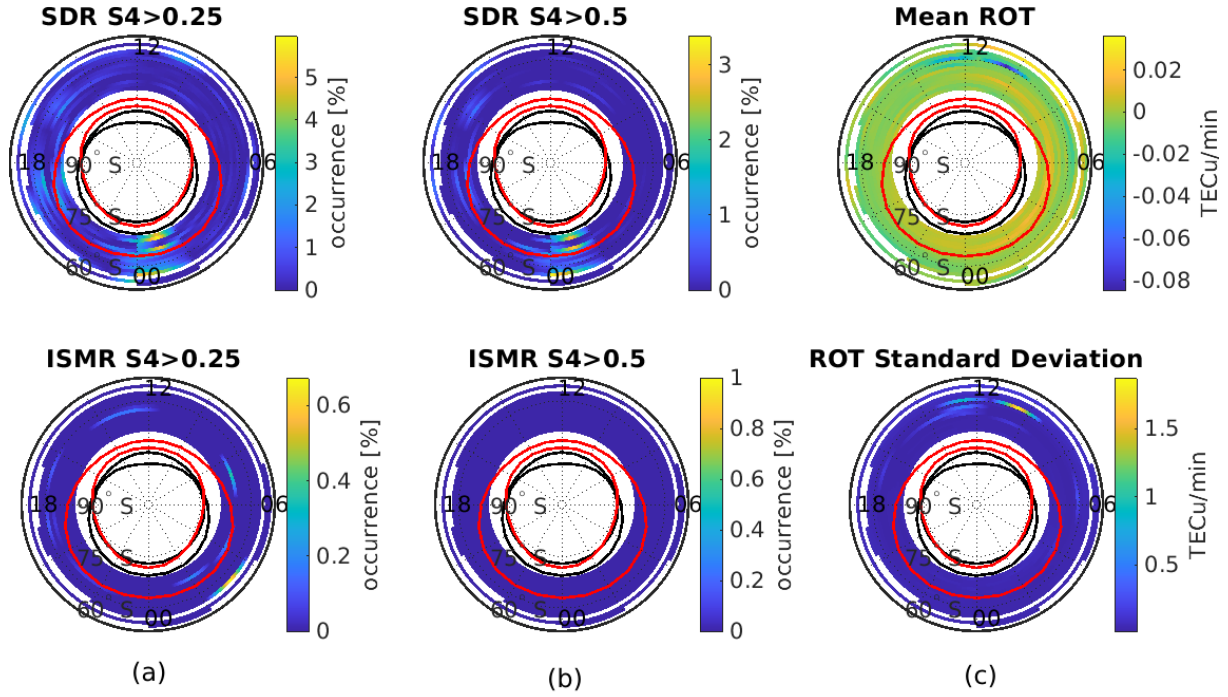 SDR S4>0.25
12
18
06
90° S
75° S
60° S
00
5
4
3
2
1
0
occurrence [%]
SDR S4>0.5
12
18
06
90° S
75° S
60° S
00
3
2
1
0
occurrence [%]
Mean ROT
12
18
06
90° S
75° S
60° S
00
0.02
0
-0.02
-0.04
-0.06
-0.08
TECu/min
ISMR S4>0.25
12
18
06
90° S
75° S
60° S
00
0.6
0.4
0.2
0
occurrence [%]
ISMR S4>0.5
12
18
06
90° S
75° S
60° S
00
1
0.8
0.6
0.4
0.2
0
occurrence [%]
ROT Standard Deviation
12
18
06
90° S
75° S
60° S
00
1.5
1
0.5
TECu/min
(a)
(b)
(c)